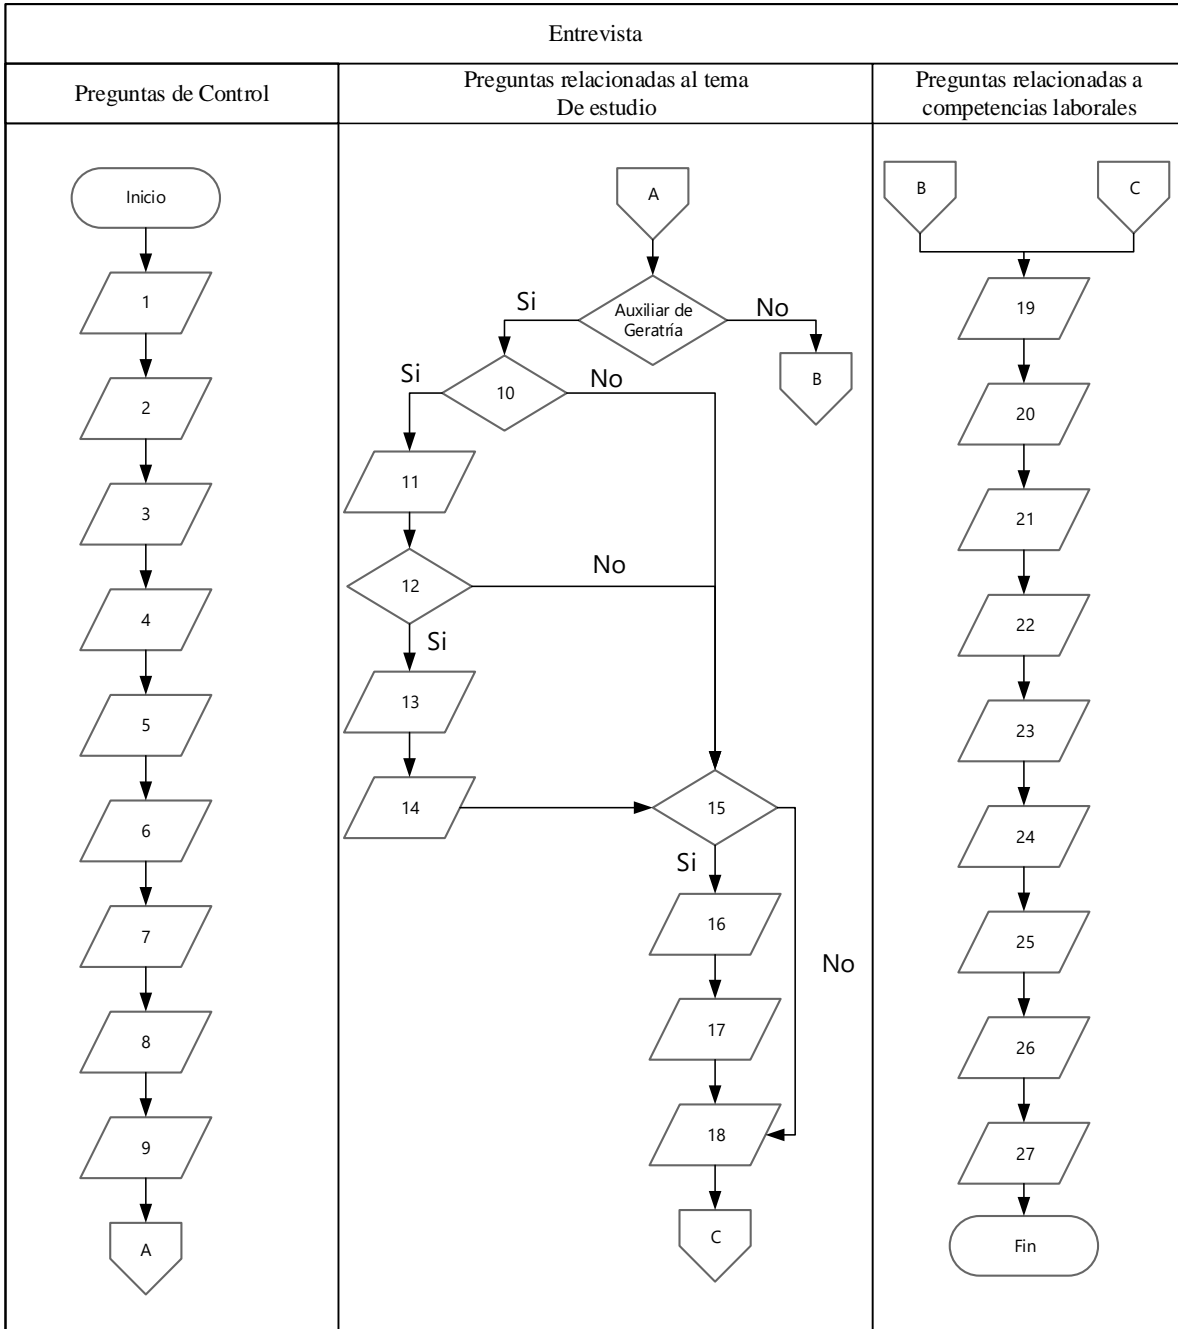 Entrevista
Preguntas de Control
Preguntas relacionadas al tema
De estudio
Preguntas relacionadas a
competencias laborales
Inicio
1
2
3
4
5
6
7
8
9
A
A
Auxiliar de
Geratría
Si
No
B
10
Si
No
11
12
No
Si
13
14
15
Si
No
16
17
18
C
B
C
19
20
21
22
23
24
25
26
27
Fin